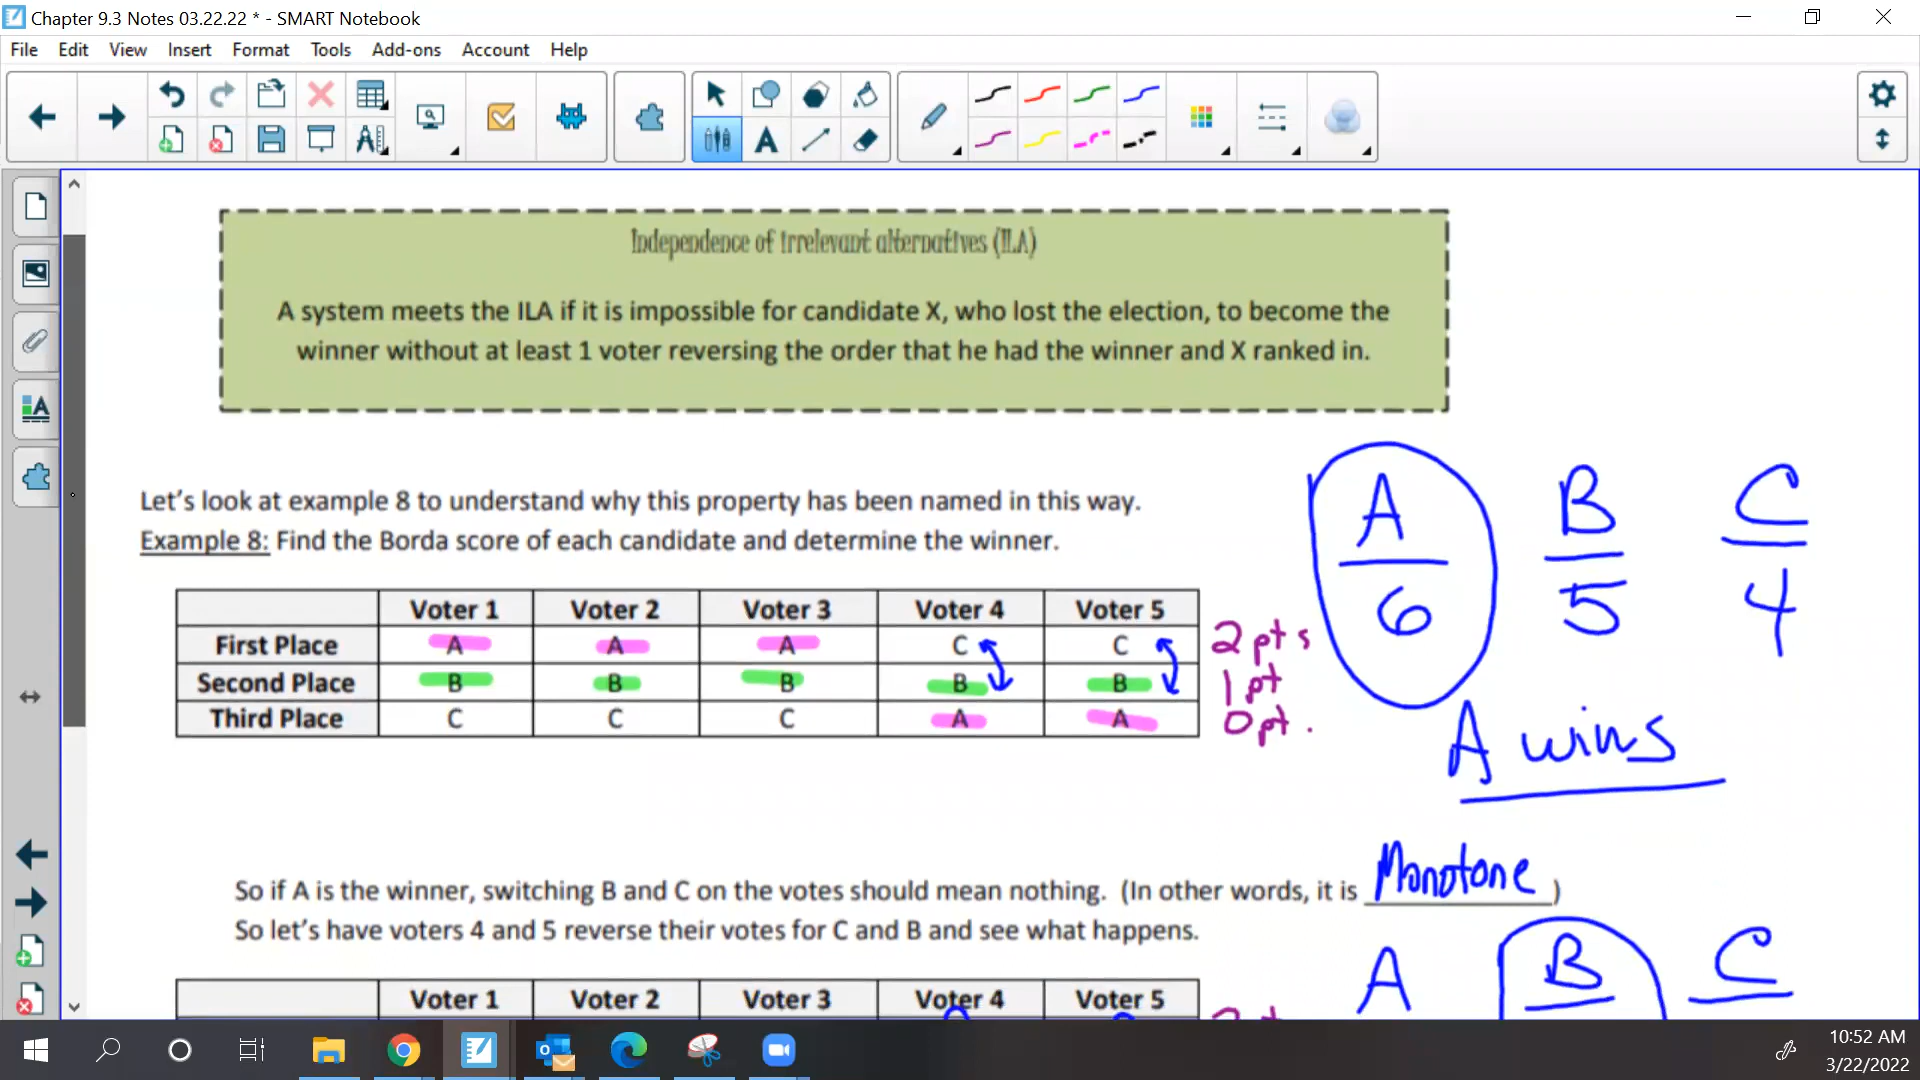 Chapter 9.3 Notes 03.22.22 * - SMART Notebook
File Edit View Insert Format Tools Add-ons Account Help
Independence of irrelevant alternatives (ILA)
A system meets the ILA if it is impossible for candidate X, who lost the election, to become the
winner without at least 1 voter reversing the order that he had the winner and X ranked in.
Let's look at example 8 to understand why this property has been named in this way.
Example 8: Find the Borda score of each candidate and determine the winner.
A B C
6 5 4
Voter 1 Voter 2 Voter 3 Voter 4 Voter 5
First Place A A A C C 2 pts
Second Place B B B B B 1 pt
Third Place C C C A A 0 pt.
A wins
So if A is the winner, switching B and C on the votes should mean nothing. (In other words, it is Monotone )
So let's have voters 4 and 5 reverse their votes for C and B and see what happens.
A B C
Voter 1 Voter 2 Voter 3 Voter 4 Voter 5
10:52 AM
3/22/2022